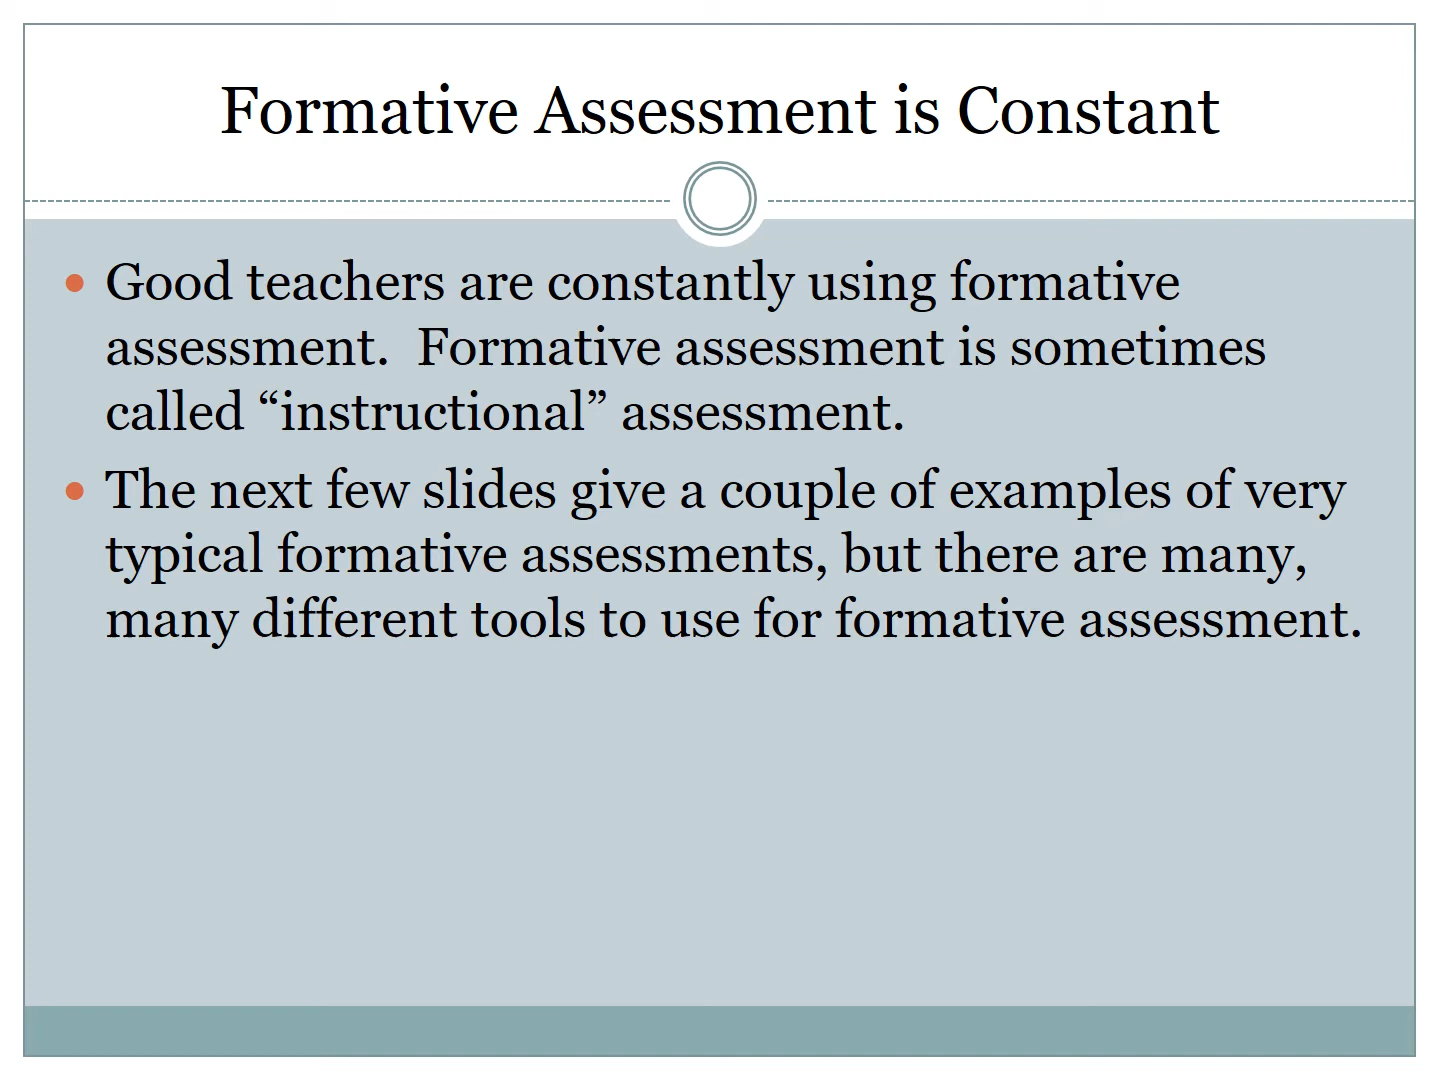 Formative Assessment is Constant
• Good teachers are constantly using formative
assessment.  Formative assessment is sometimes
called “instructional” assessment.
• The next few slides give a couple of examples of very
typical formative assessments, but there are many,
many different tools to use for formative assessment.